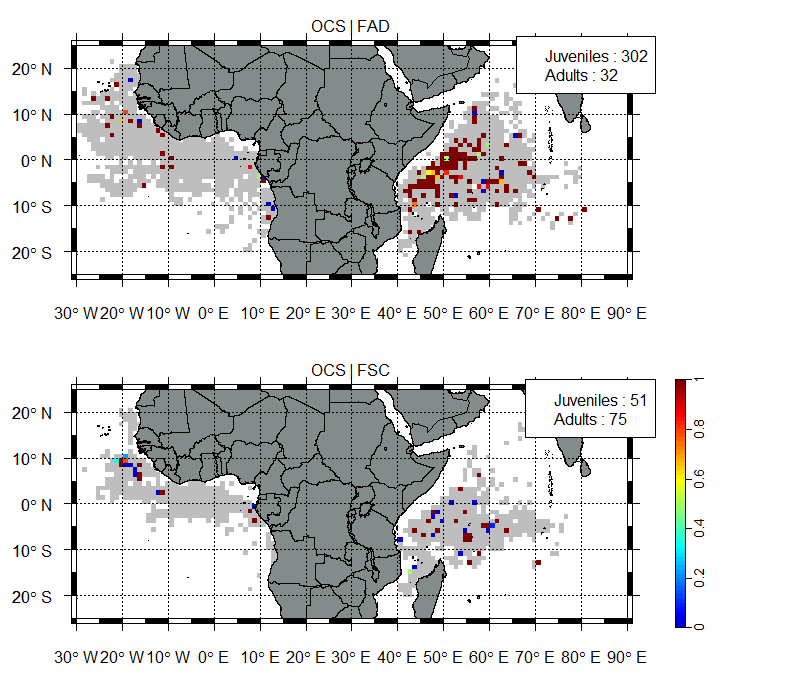 OCS | FAD
Juveniles : 302
Adults : 32
20° N
10° N
0° N
10° S
20° S
30° W 20° W 10° W 0° E 10° E 20° E 30° E 40° E 50° E 60° E 70° E 80° E 90° E
OCS | FSC
Juveniles : 51
Adults : 75
20° N
10° N
0° N
10° S
20° S
30° W 20° W 10° W 0° E 10° E 20° E 30° E 40° E 50° E 60° E 70° E 80° E 90° E
1
0.8
0.6
0.4
0.2
0